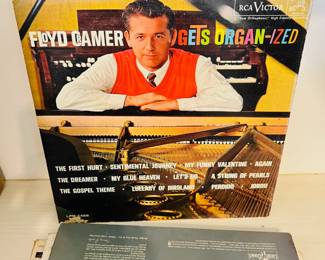 RCA VICTOR
FLOYD CRAMER GETS ORGAN-IZED
THE FIRST HURT • SENTIMENTAL JOURNEY • MY FUNNY VALENTINE • AGAIN
THE DREAMER • MY BLUE HEAVEN • LET'S GO • A STRING OF PEARLS
THE GOSPEL THEME • LULLABY OF BIRDLAND • PERDIDO • JORDU